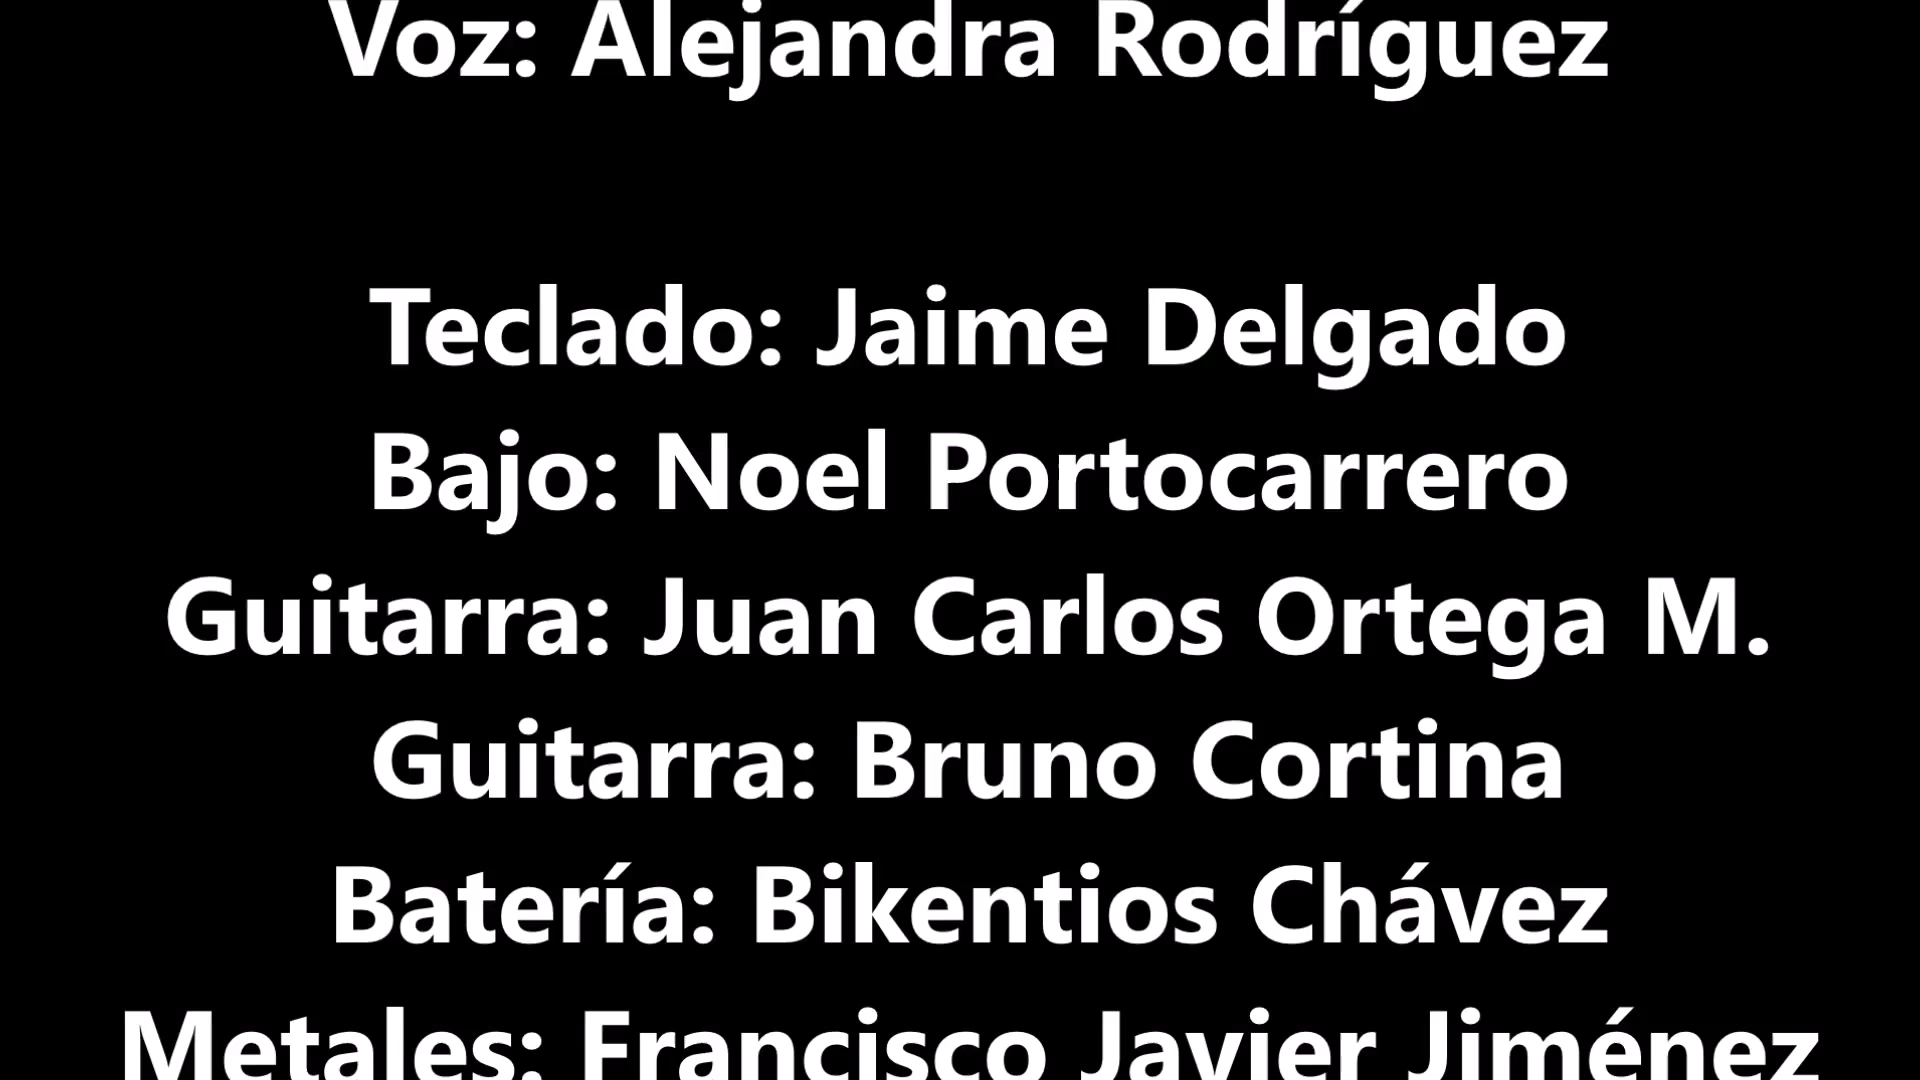 Voz: Alejandra Rodríguez
Teclado: Jaime Delgado
Bajo: Noel Portocarrero
Guitarra: Juan Carlos Ortega M.
Guitarra: Bruno Cortina
Batería: Bikentios Chávez
Metales: Francisco Javier Jiménez